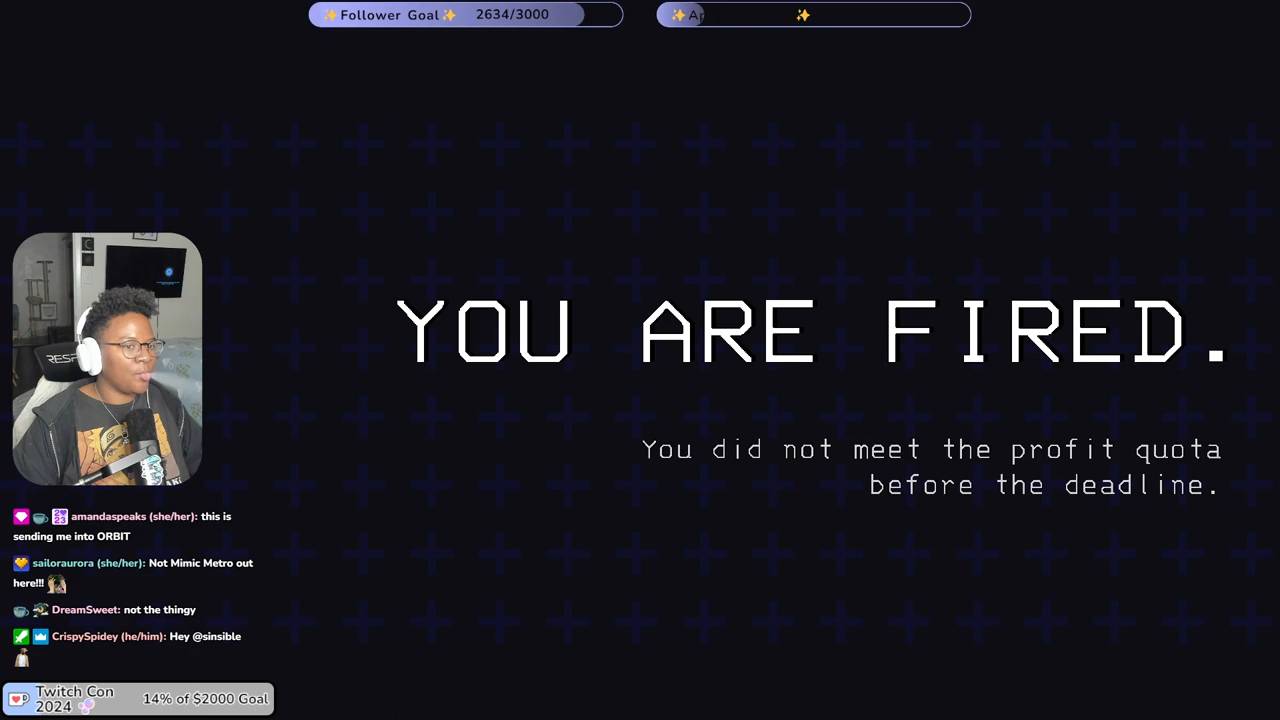 Follower Goal 2634/3000
YOU ARE FIRED.
You did not meet the profit quota
before the deadline.
amandaspeaks (she/her): this is
sending me into ORBIT
sailoraurora (she/her): Not Mimic Metro out
here!!!
DreamSweet: not the thingy
CrispySpidey (he/him): Hey @sinsible
Twitch Con
2024
14% of $2000 Goal